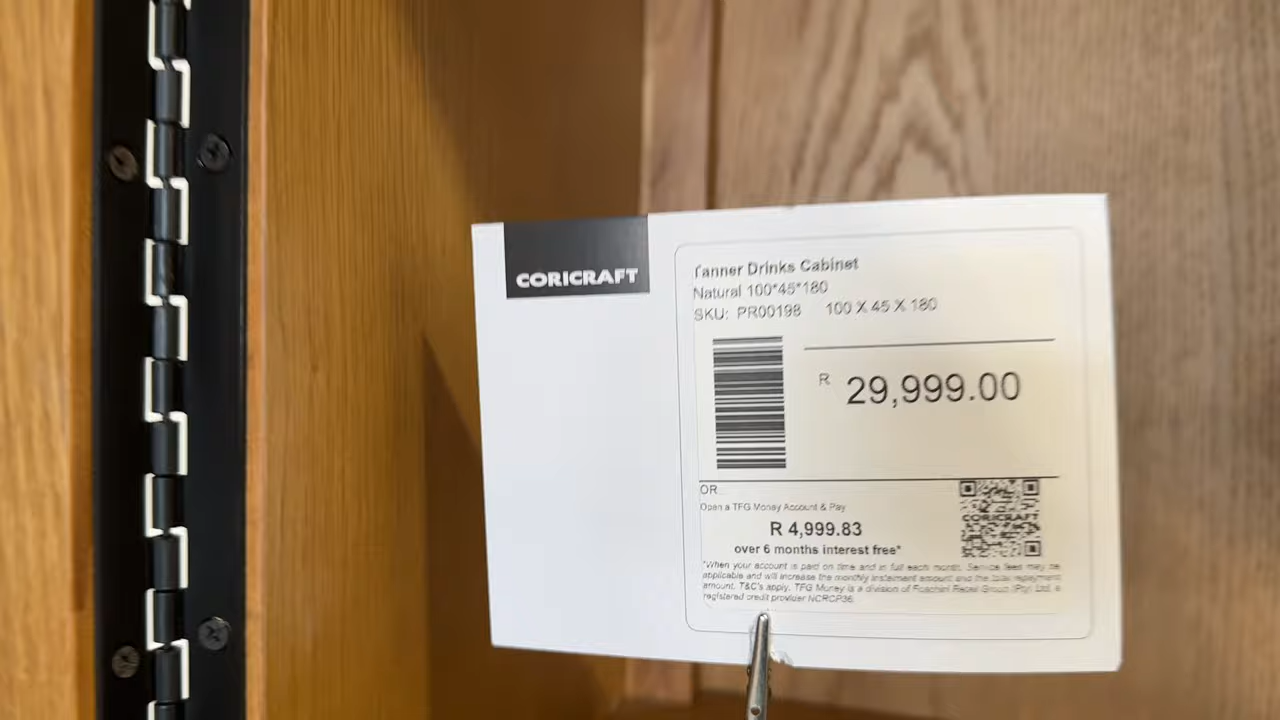 CORICRAFT
Tanner Drinks Cabinet
Natural 100*45*180
SKU: PR00198 100 X 45 X 180
R 29,999.00
OR
Open a TFG Money Account & Pay
R 4,999.83
over 6 months interest free*
CORICRAFT
*When your account is paid on time and in full each month. Service fees may be
applicable and will increase the monthly instalment amount and the total repayment
amount. T&C's apply. TFG Money is a division of Foschini Retail Group (Pty) Ltd, a
registered credit provider NCRCP36.